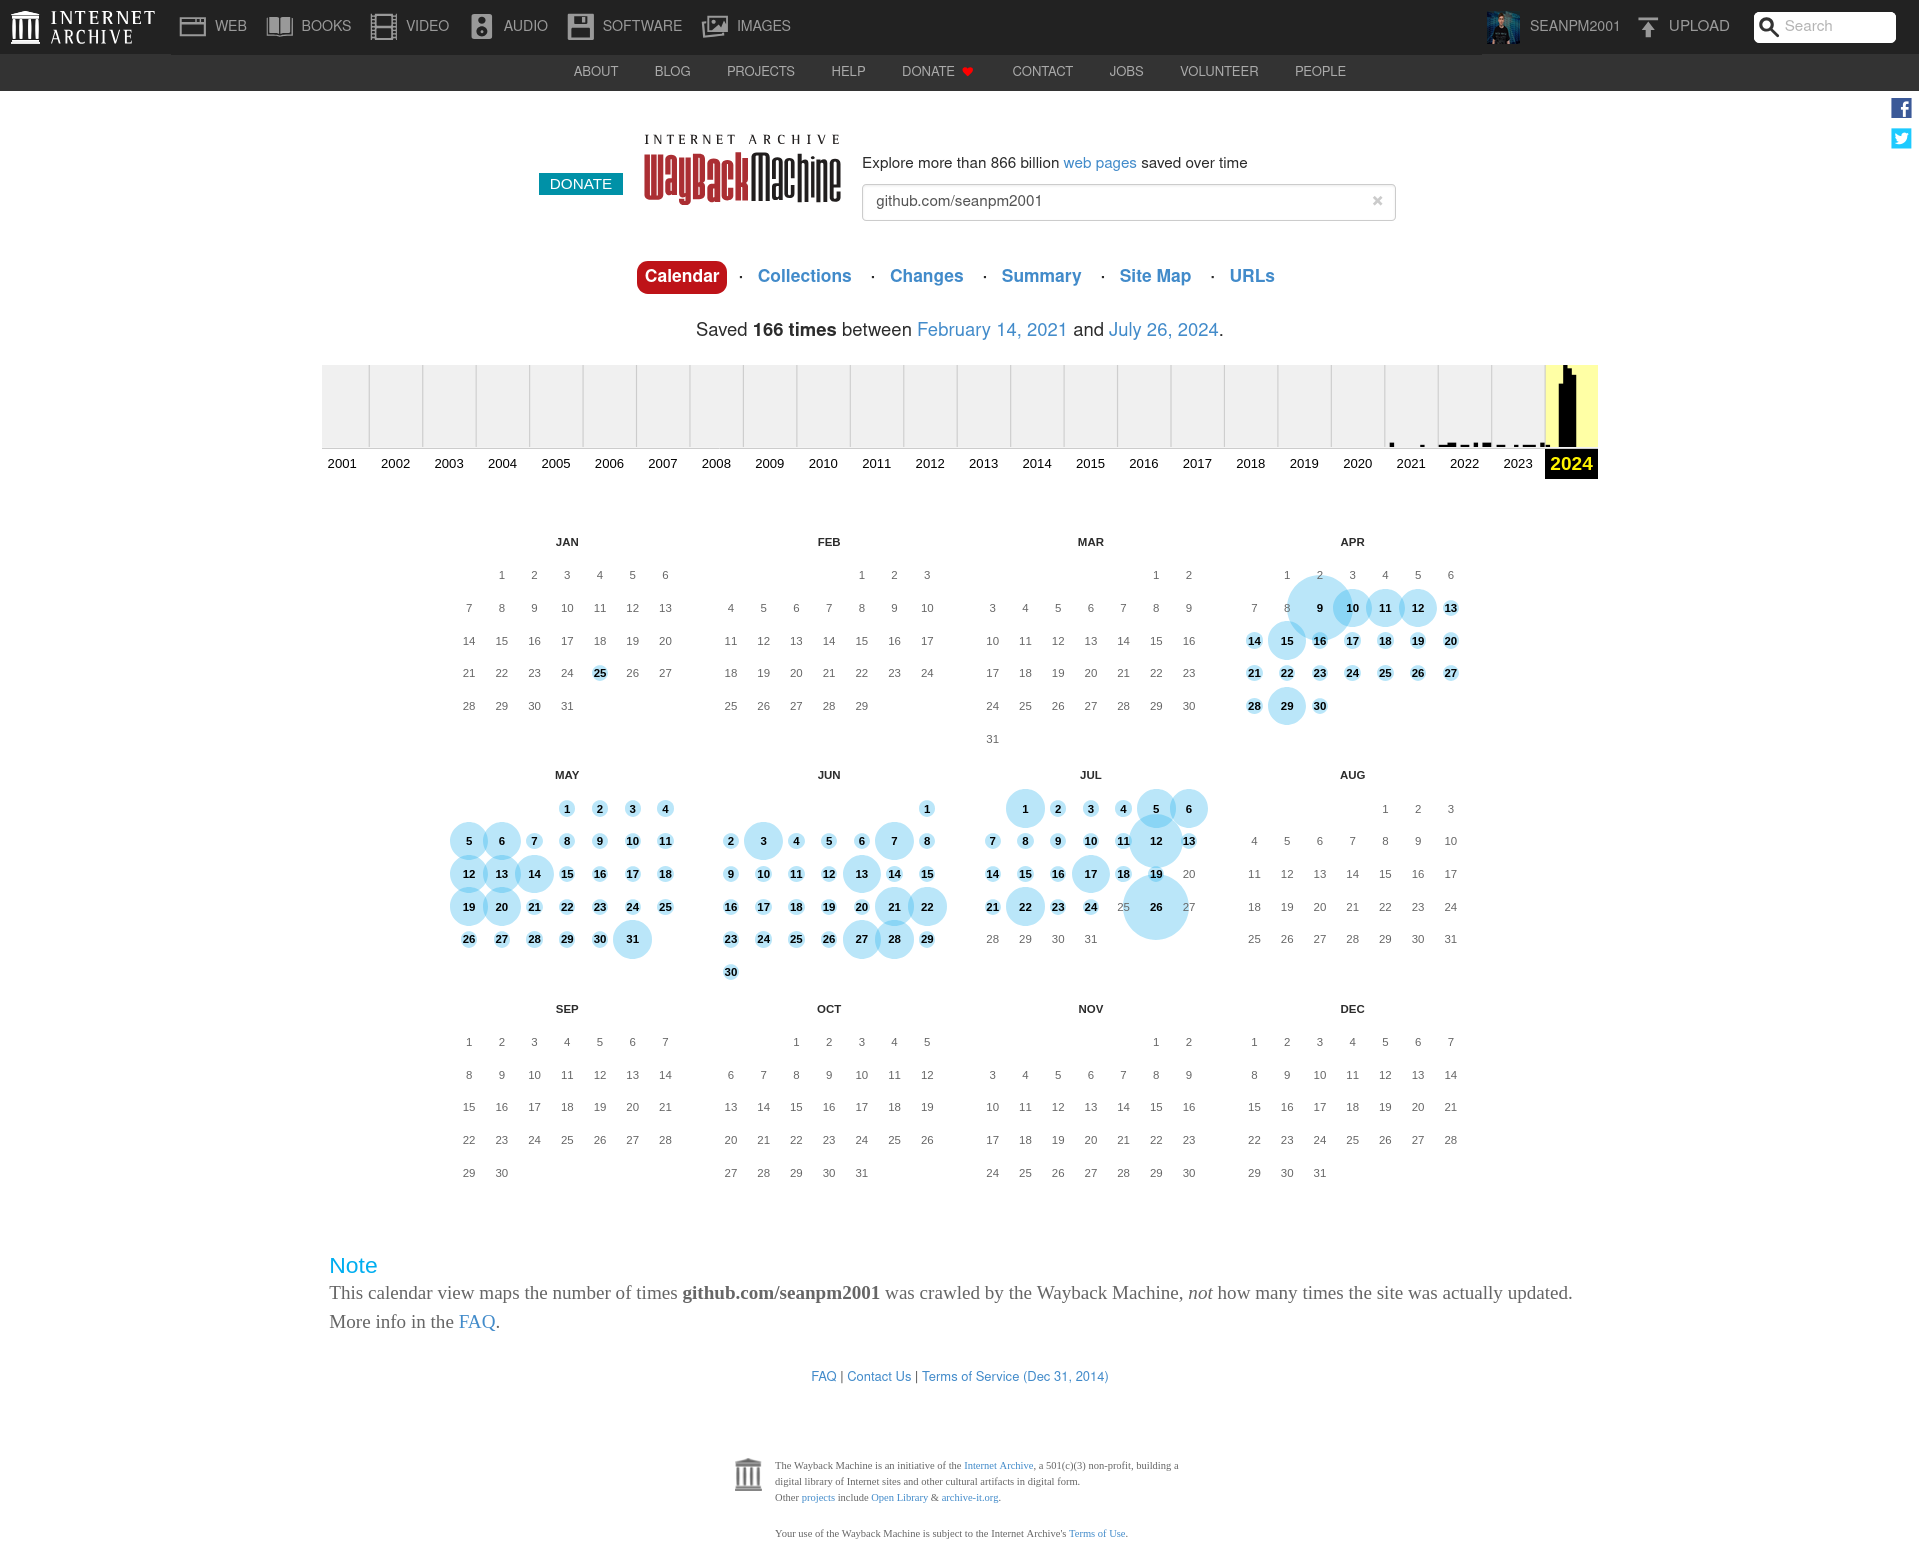 INTERNET ARCHIVE
WEB BOOKS VIDEO AUDIO SOFTWARE IMAGES SEANPM2001 UPLOAD Search
ABOUT BLOG PROJECTS HELP DONATE CONTACT JOBS VOLUNTEER PEOPLE
INTERNET ARCHIVE
WayBackMachine
DONATE
Explore more than 866 billion web pages saved over time
github.com/seanpm2001 ×
Calendar · Collections · Changes · Summary · Site Map · URLs
Saved 166 times between February 14, 2021 and July 26, 2024.
2001 2002 2003 2004 2005 2006 2007 2008 2009 2010 2011 2012 2013 2014 2015 2016 2017 2018 2019 2020 2021 2022 2023 2024
JAN
1 2 3 4 5 6
7 8 9 10 11 12 13
14 15 16 17 18 19 20
21 22 23 24 25 26 27
28 29 30 31
FEB
1 2 3
4 5 6 7 8 9 10
11 12 13 14 15 16 17
18 19 20 21 22 23 24
25 26 27 28 29
MAR
1 2
3 4 5 6 7 8 9
10 11 12 13 14 15 16
17 18 19 20 21 22 23
24 25 26 27 28 29 30
31
APR
1 2 3 4 5 6
7 8 9 10 11 12 13
14 15 16 17 18 19 20
21 22 23 24 25 26 27
28 29 30
MAY
1 2 3 4
5 6 7 8 9 10 11
12 13 14 15 16 17 18
19 20 21 22 23 24 25
26 27 28 29 30 31
JUN
1
2 3 4 5 6 7 8
9 10 11 12 13 14 15
16 17 18 19 20 21 22
23 24 25 26 27 28 29
30
JUL
1 2 3 4 5 6
7 8 9 10 11 12 13
14 15 16 17 18 19 20
21 22 23 24 25 26 27
28 29 30 31
AUG
1 2 3
4 5 6 7 8 9 10
11 12 13 14 15 16 17
18 19 20 21 22 23 24
25 26 27 28 29 30 31
SEP
1 2 3 4 5 6 7
8 9 10 11 12 13 14
15 16 17 18 19 20 21
22 23 24 25 26 27 28
29 30
OCT
1 2 3 4 5
6 7 8 9 10 11 12
13 14 15 16 17 18 19
20 21 22 23 24 25 26
27 28 29 30 31
NOV
1 2
3 4 5 6 7 8 9
10 11 12 13 14 15 16
17 18 19 20 21 22 23
24 25 26 27 28 29 30
DEC
1 2 3 4 5 6 7
8 9 10 11 12 13 14
15 16 17 18 19 20 21
22 23 24 25 26 27 28
29 30 31
Note
This calendar view maps the number of times github.com/seanpm2001 was crawled by the Wayback Machine, not how many times the site was actually updated.
More info in the FAQ.
FAQ | Contact Us | Terms of Service (Dec 31, 2014)
The Wayback Machine is an initiative of the Internet Archive, a 501(c)(3) non-profit, building a
digital library of Internet sites and other cultural artifacts in digital form.
Other projects include Open Library & archive-it.org.
Your use of the Wayback Machine is subject to the Internet Archive's Terms of Use.